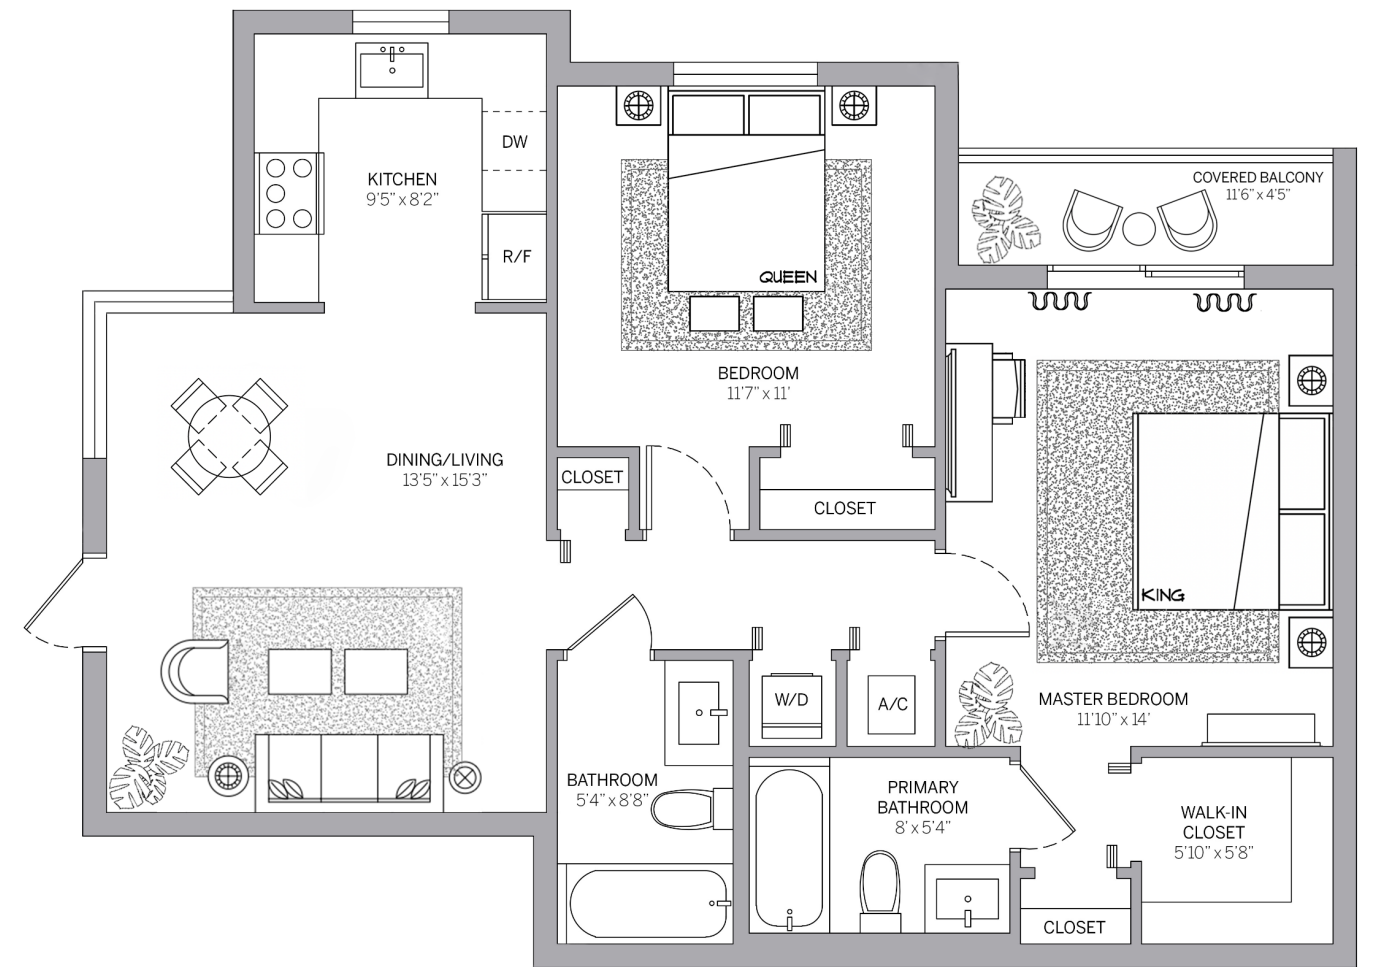 COVERED BALCONY
11'6" x 4'5"
DW
KITCHEN
9'5" x 8'2"
R/F
QUEEN
BEDROOM
11'7" x 11'
DINING/LIVING
13'5" x 15'3"
CLOSET
CLOSET
KING
MASTER BEDROOM
11'10" x 14'
W/D
A/C
BATHROOM
5'4" x 8'8"
PRIMARY
BATHROOM
8' x 5'4"
WALK-IN
CLOSET
5'10" x 5'8"
CLOSET